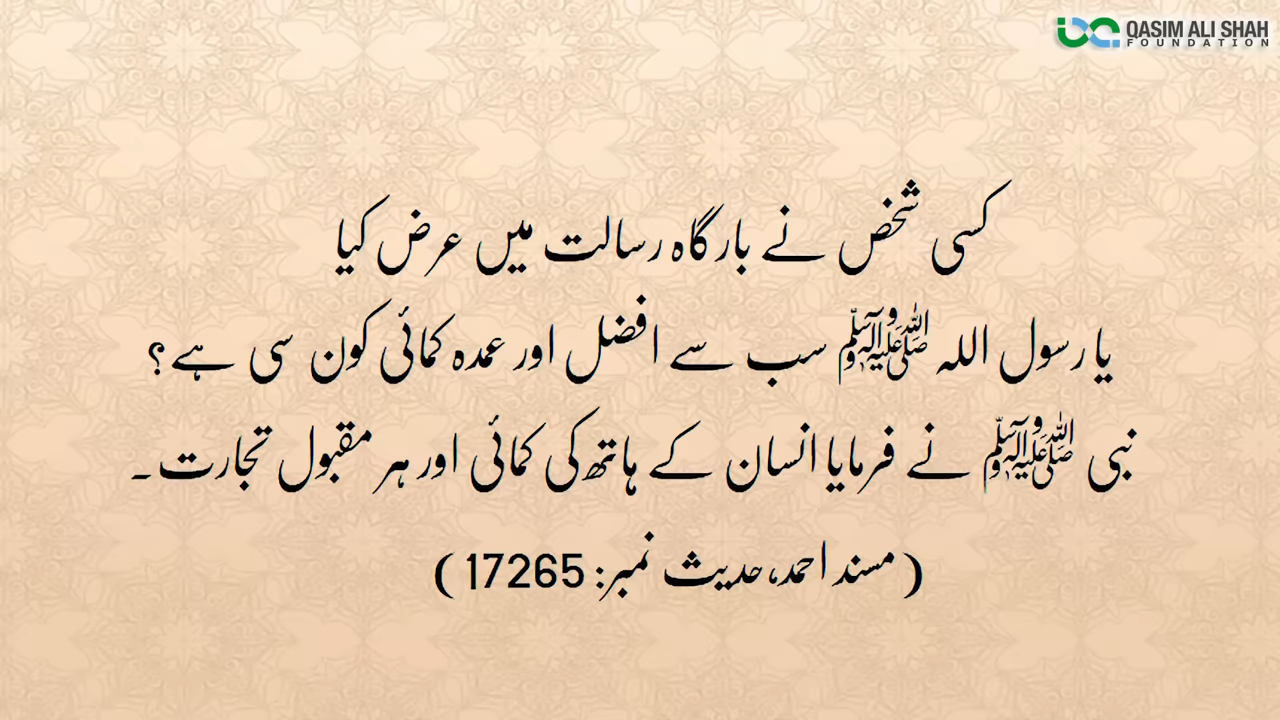 QASIM ALI SHAH
FOUNDATION
کسی شخص نے بارگاہ رسالت میں عرض کیا
یا رسول اللہ ﷺ سب سے افضل اور عمدہ کمائی کون سی ہے؟
نبی ﷺ نے فرمایا انسان کے ہاتھ کی کمائی اور ہر مقبول تجارت۔
(مسند احمد، حدیث نمبر: 17265)